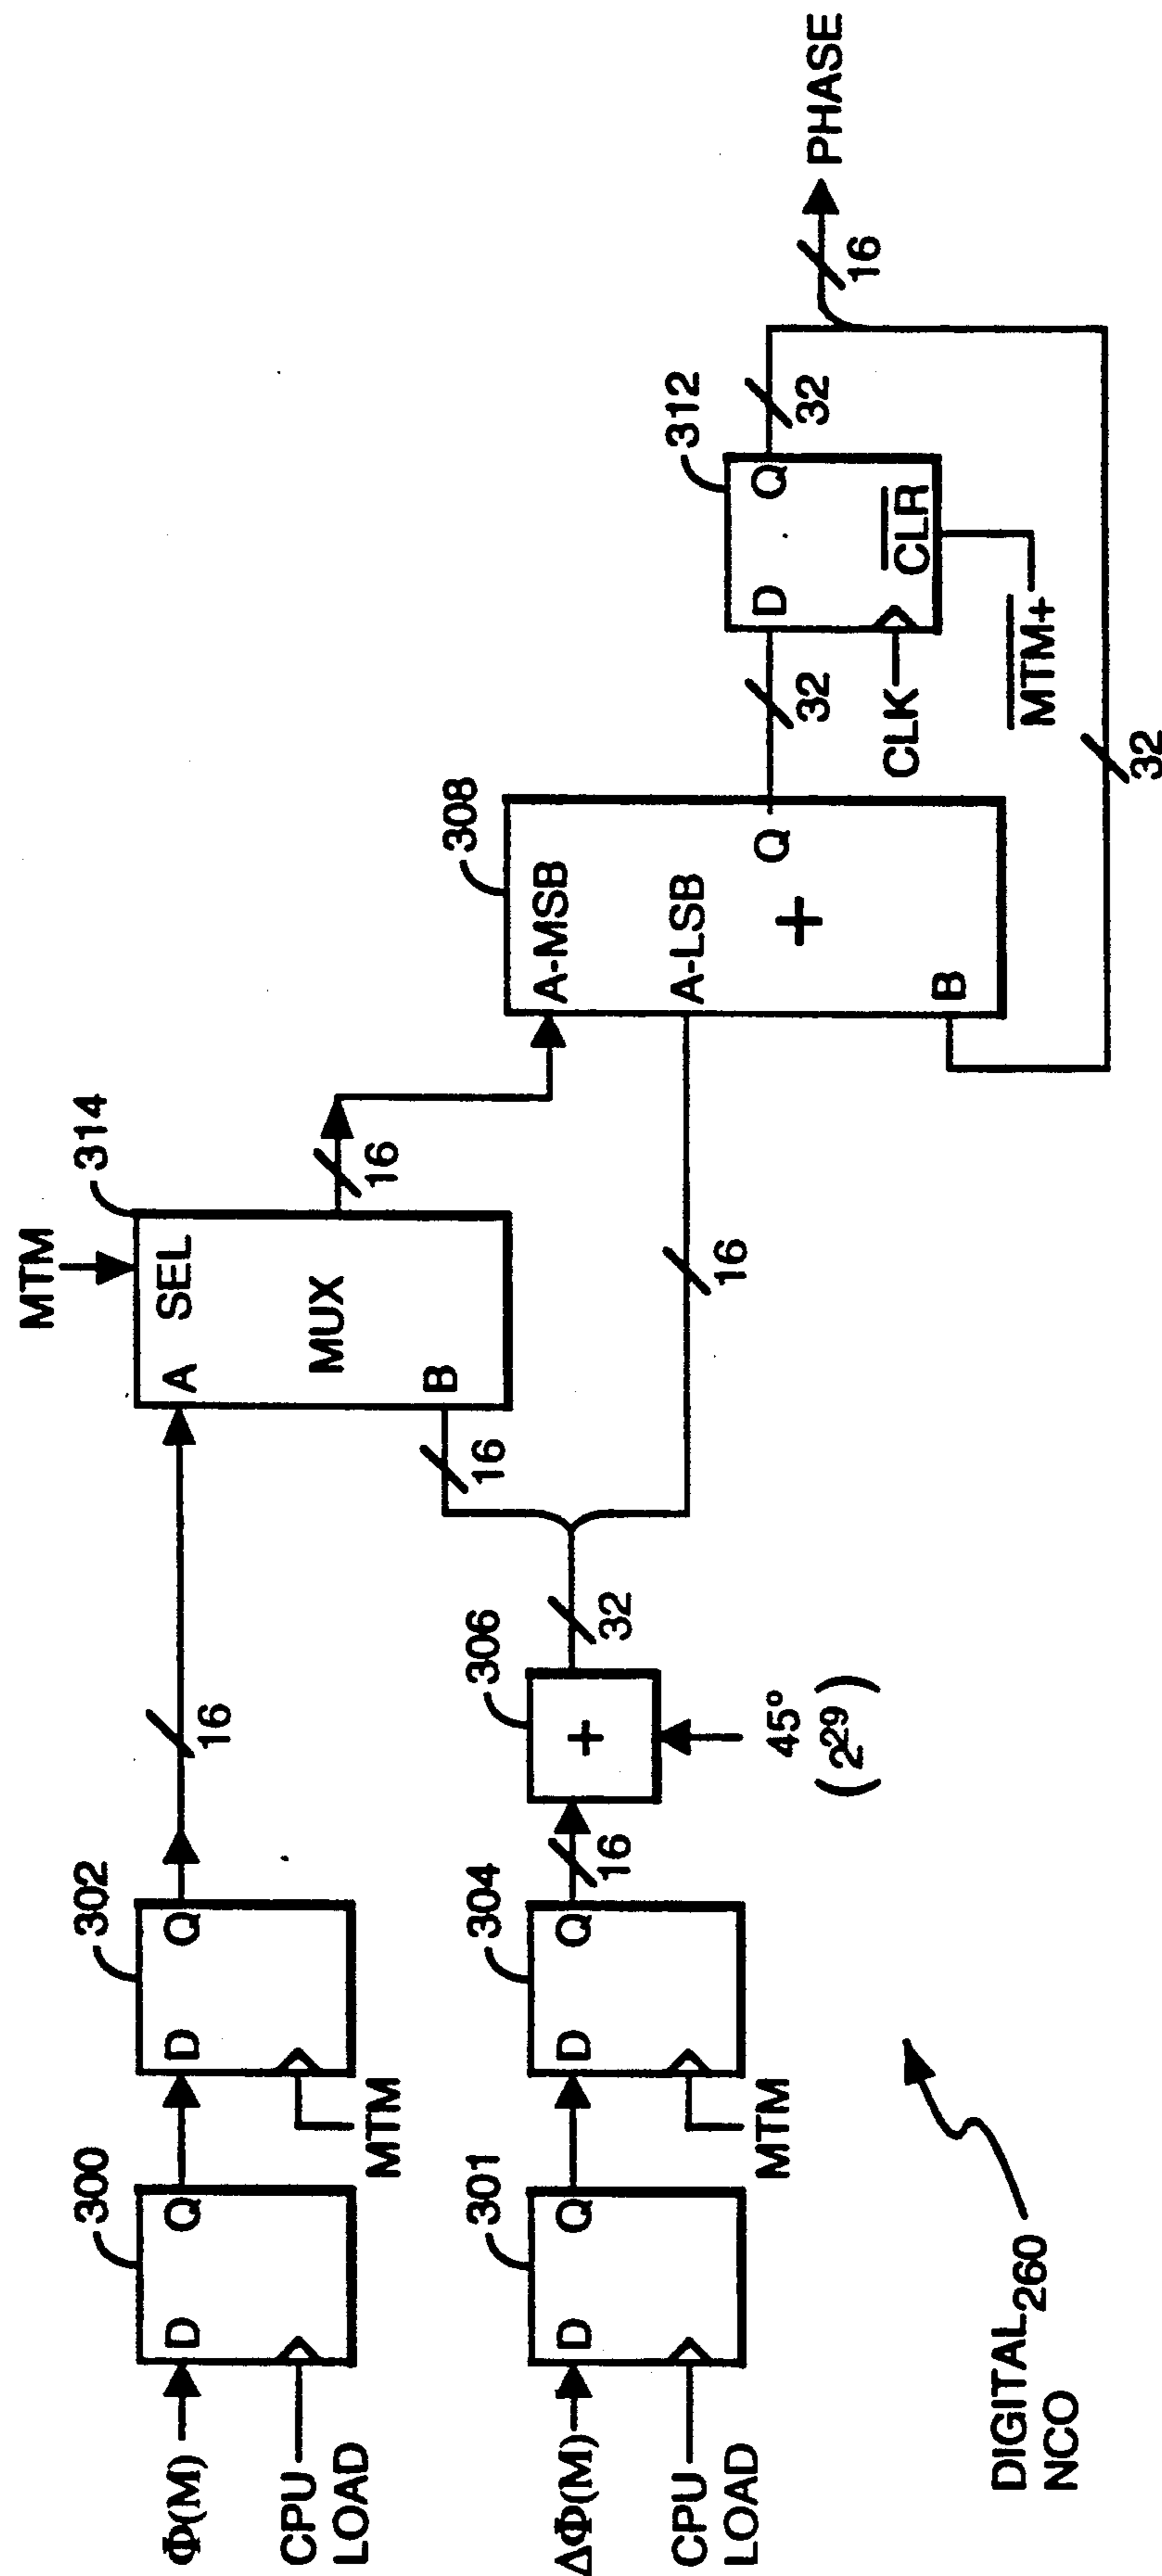 Φ(M)
D
Q
300
CPU
LOAD
D
Q
302
MTM
16
MTM
A
SEL
314
MUX
B
16
16
ΔΦ(M)
D
Q
301
CPU
LOAD
D
Q
304
MTM
16
+
306
45°
(2²⁹)
32
16
A-MSB
308
A-LSB
Q
+
B
32
D
Q
312
CLK
CLR
MTM+
32
32
16
PHASE
DIGITAL
NCO
260